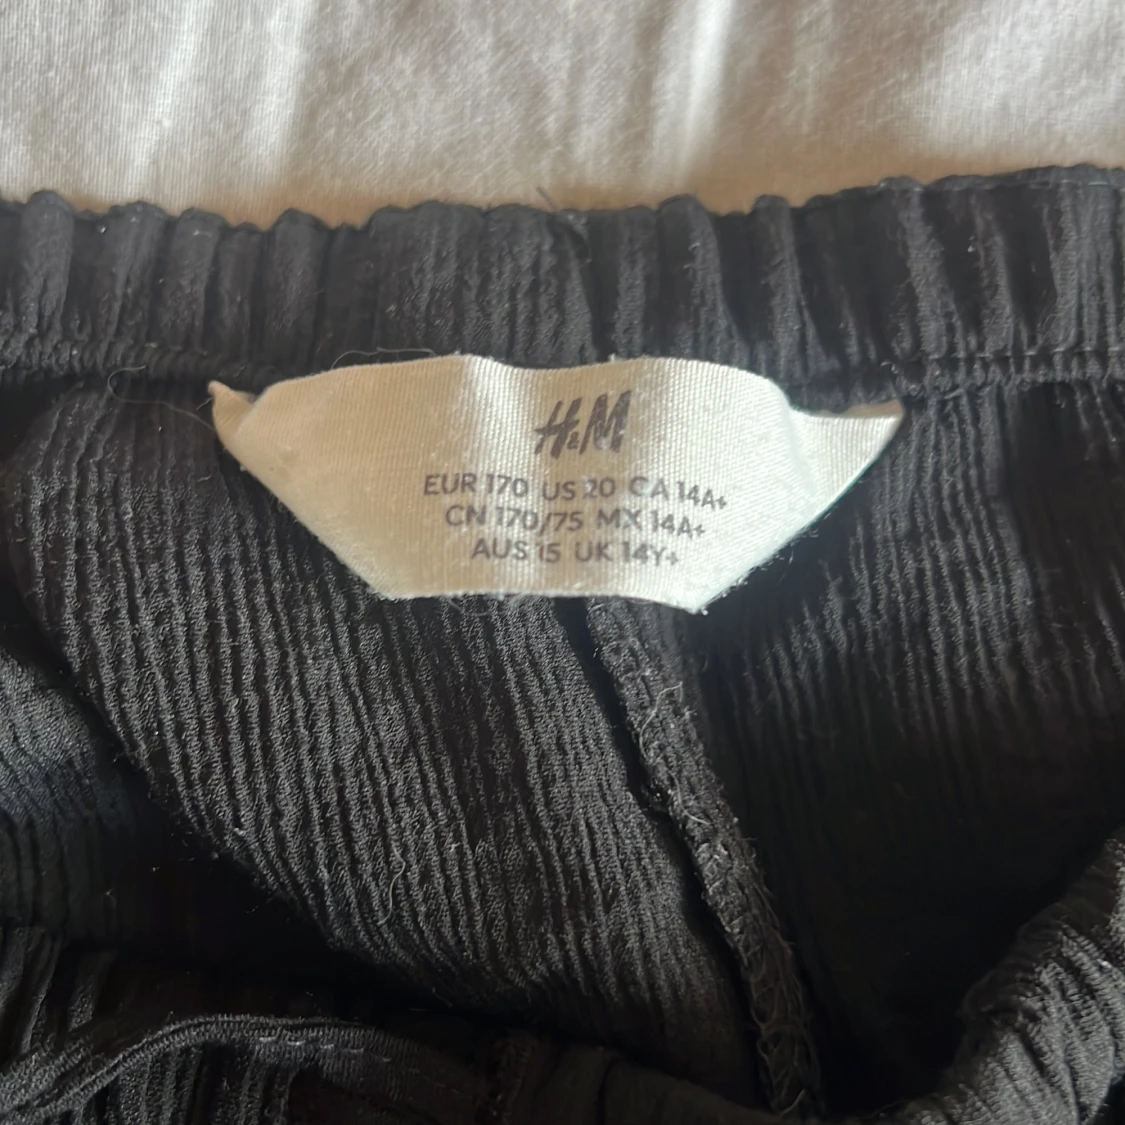 H&M
EUR 170 US 20 CA 14A+
CN 170/75 MX 14A+
AUS 15 UK 14Y+